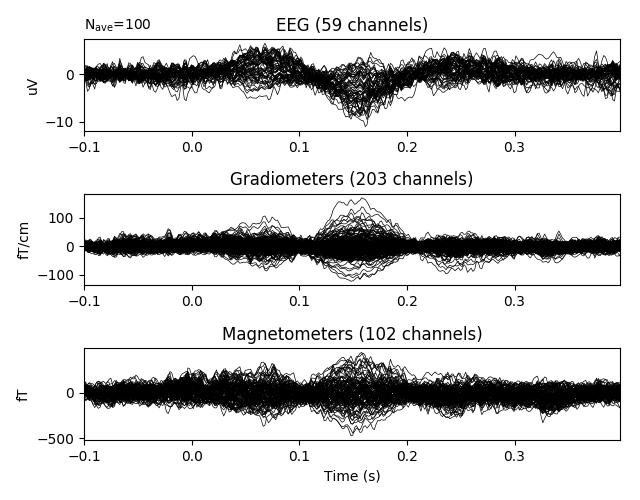 N_ave=100
EEG (59 channels)
uV
0
−10
−0.1 0.0 0.1 0.2 0.3
Gradiometers (203 channels)
fT/cm
100
0
−100
−0.1 0.0 0.1 0.2 0.3
Magnetometers (102 channels)
fT
0
−500
−0.1 0.0 0.1 0.2 0.3
Time (s)